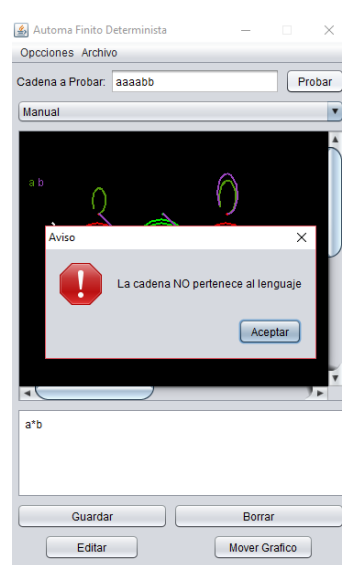 Automa Finito Determinista
Opcciones Archivo
Cadena a Probar: aaaabb Probar
Manual
a b
Aviso
La cadena NO pertenece al lenguaje
Aceptar
a*b
Guardar Borrar
Editar Mover Grafico